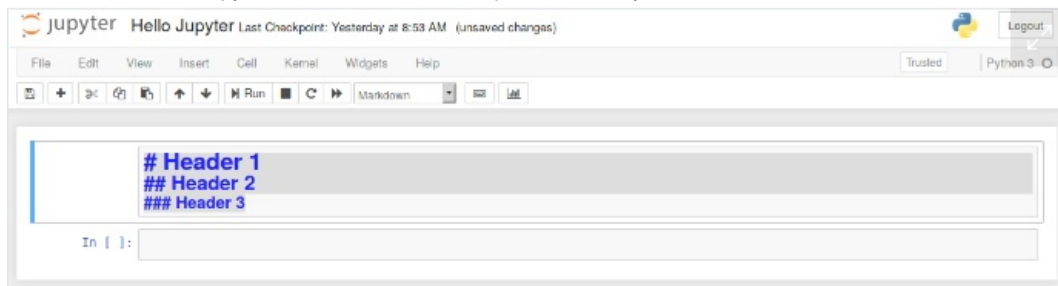 jupyter Hello Jupyter Last Checkpoint: Yesterday at 8:53 AM (unsaved changes) Logout
File Edit View Insert Cell Kernel Widgets Help Trusted Python 3
Run Markdown
# Header 1
## Header 2
### Header 3
In [ ]: